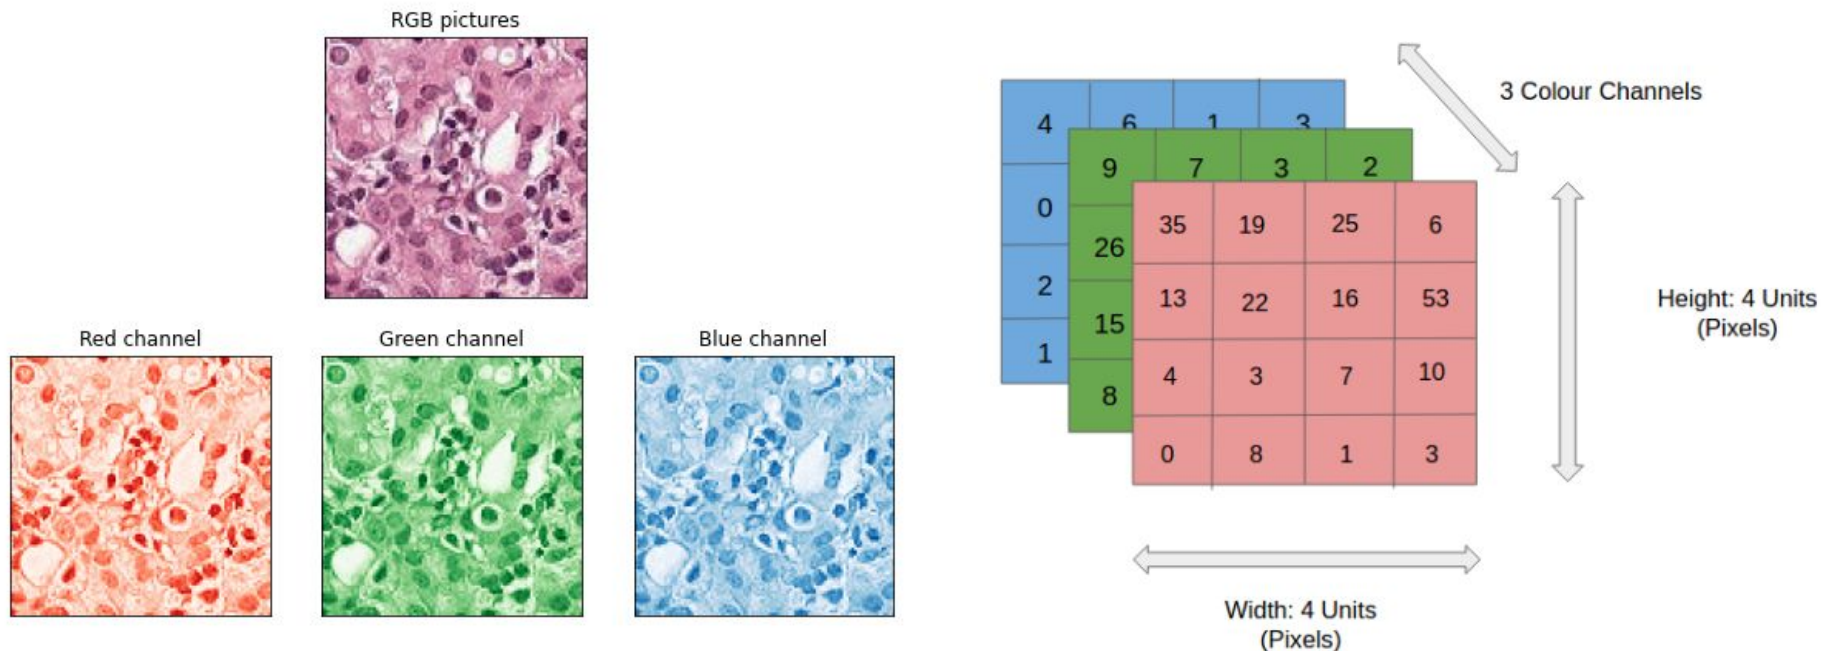 RGB pictures
Red channel
Green channel
Blue channel
3 Colour Channels
4 6 1 3
0
2
1
9 7 3 2
26
15
8
35 19 25 6
13 22 16 53
4 3 7 10
0 8 1 3
Height: 4 Units
(Pixels)
Width: 4 Units
(Pixels)